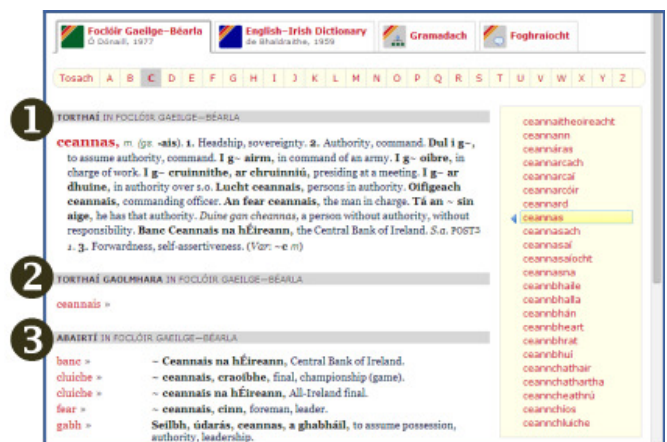 Foclóir Gaeilge–Béarla
Ó Dónaill, 1977
English–Irish Dictionary
de Bhaldraithe, 1959
Gramadach
Foghraíocht
Tosach A B C D E F G H I J K L M N O P Q R S T U V W X Y Z
1
TORTHAÍ IN FOCLÓIR GAEILGE–BÉARLA
ceannas, m. (gs. -ais). 1. Headship, sovereignty. 2. Authority, command. Dul i g~,
to assume authority, command. I g~ airm, in command of an army. I g~ oibre, in
charge of work. I g~ cruinnithe, ar chruinniú, presiding at a meeting. I g~ ar
dhuine, in authority over s.o. Lucht ceannais, persons in authority. Oifigeach
ceannais, commanding officer. An fear ceannais, the man in charge. Tá an ~ sin
aige, he has that authority. Duine gan cheannas, a person without authority, without
responsibility. Banc Ceannais na hÉireann, the Central Bank of Ireland. S.a. POST3
1. 3. Forwardness, self-assertiveness. (Var: ~e m)
2
TORTHAÍ GAOLMHARA IN FOCLÓIR GAEILGE–BÉARLA
ceannais »
3
ABAIRTÍ IN FOCLÓIR GAEILGE–BÉARLA
banc » ~ Ceannais na hÉireann, Central Bank of Ireland.
cluiche » ~ ceannais, craoibhe, final, championship (game).
cluiche » ~ ceannais na hÉireann, All-Ireland final.
fear » ~ ceannais, cinn, foreman, leader.
gabh » Seilbh, údarás, ceannas, a ghabháil, to assume possession,
authority, leadership.
ceannaitheoireacht
ceannann
ceannáras
ceannarcach
ceannarcaí
ceannarcóir
ceannard
ceannas
ceannasach
ceannasaí
ceannasaíocht
ceannasna
ceannbhaile
ceannbhalla
ceannbhán
ceannbheart
ceannbhrat
ceannbhuí
ceannchathair
ceannchathartha
ceanncheathrú
ceannchíos
ceannchluiche